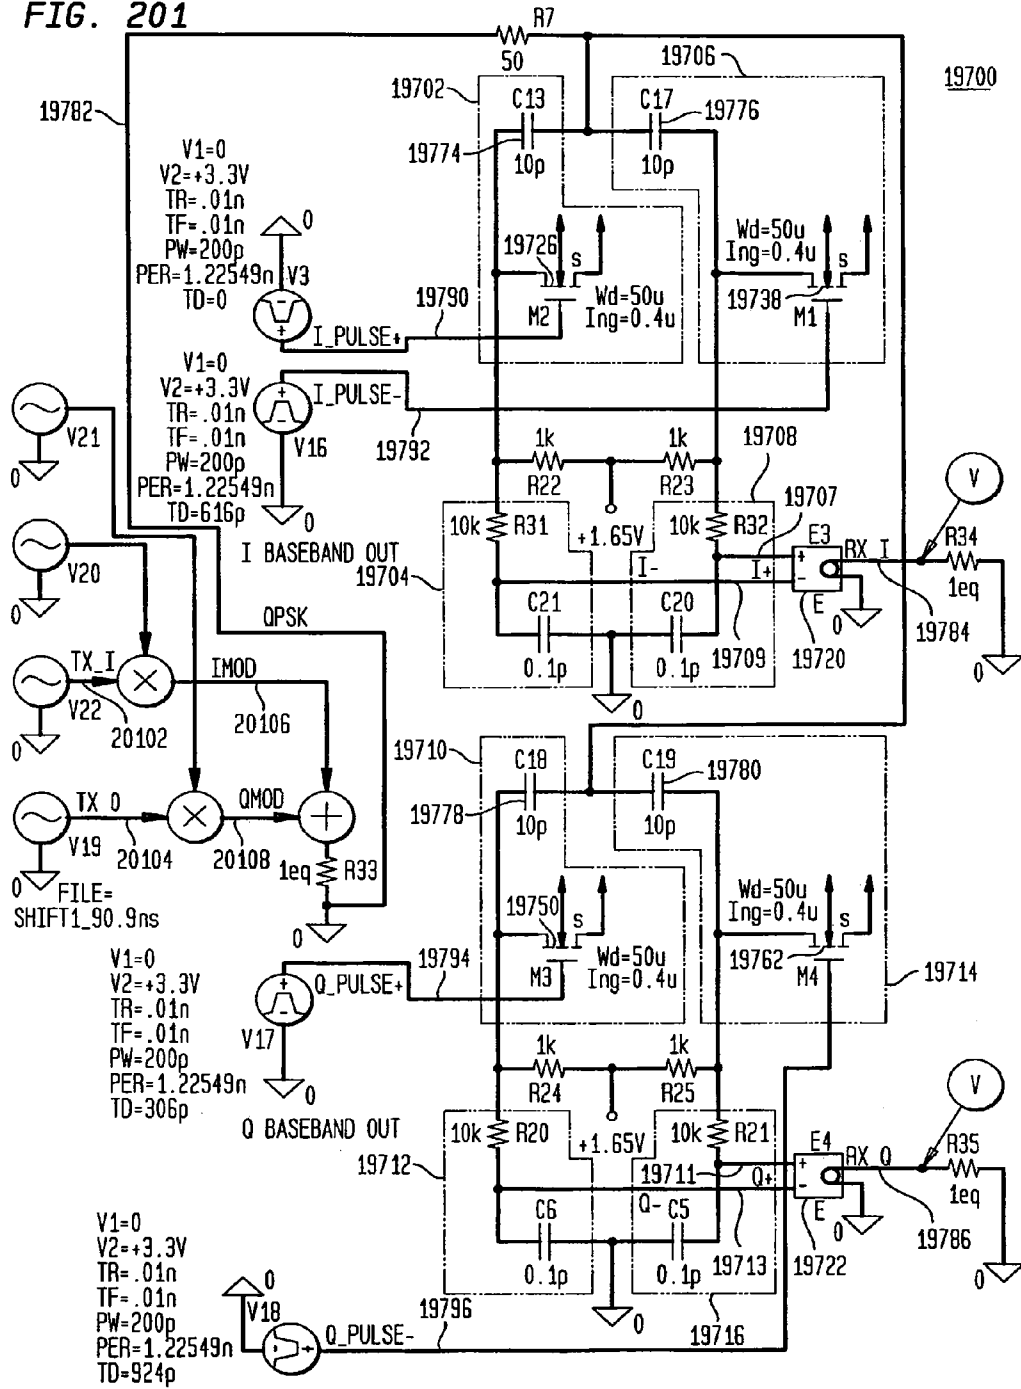 FIG. 201
R7
50
19706
19700
19702
C13
C17
19776
19782
19774
10p
10p
V1=0
V2=+3.3V
TR=.01n
TF=.01n
PW=200p
PER=1.22549n
TD=0
0
V3
19726
S
Wd=50u
Ing=0.4u
M2
Wd=50u
Ing=0.4u
S
19738
M1
19790
I_PULSE+
V1=0
V2=+3.3V
TR=.01n
TF=.01n
PW=200p
PER=1.22549n
TD=616p
I_PULSE-
V16
0
19792
V21
0
1k
R22
1k
R23
19708
+1.65V
10k
R31
10k
R32
19707
V
I BASEBAND OUT
19704
I-
I+
E3
+
-
RX_I
R34
1eq
E
0
19784
0
V20
0
QPSK
C21
C20
0.1p
0.1p
19709
19720
0
TX_I
V22
0
20102
IMOD
20106
19710
C18
C19
19780
19714
19778
10p
10p
TX_Q
V19
0
20104
QMOD
20108
1eq
R33
0
FILE=
SHIFT1_90.9ns
19750
S
Wd=50u
Ing=0.4u
M3
Wd=50u
Ing=0.4u
S
19762
M4
19794
Q_PULSE+
V1=0
V2=+3.3V
TR=.01n
TF=.01n
PW=200p
PER=1.22549n
TD=306p
V17
0
1k
R24
1k
R25
Q BASEBAND OUT
+1.65V
10k
R20
10k
R21
19712
19711
Q+
Q-
E4
+
-
RX_Q
R35
1eq
V
E
0
19786
0
C6
C5
0.1p
0.1p
19713
19722
0
19716
V1=0
V2=+3.3V
TR=.01n
TF=.01n
PW=200p
PER=1.22549n
TD=924p
0
V18
Q_PULSE-
19796